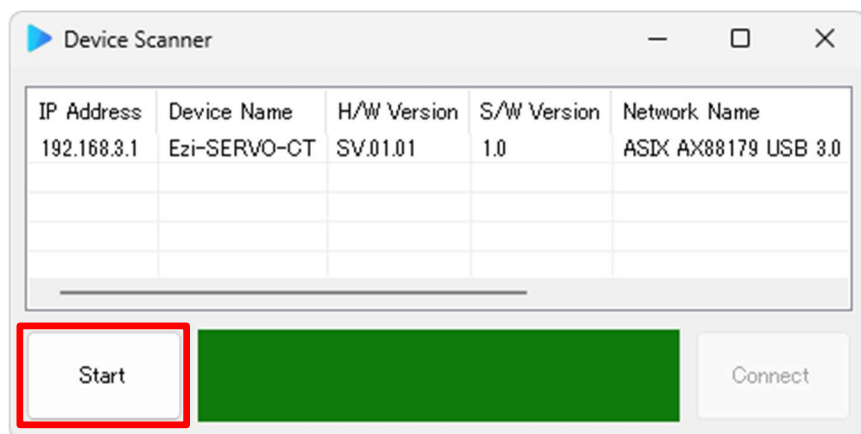 Device Scanner
IP Address Device Name H/W Version S/W Version Network Name
192.168.3.1 Ezi-SERVO-CT SV.01.01 1.0 ASIX AX88179 USB 3.0
Start Connect